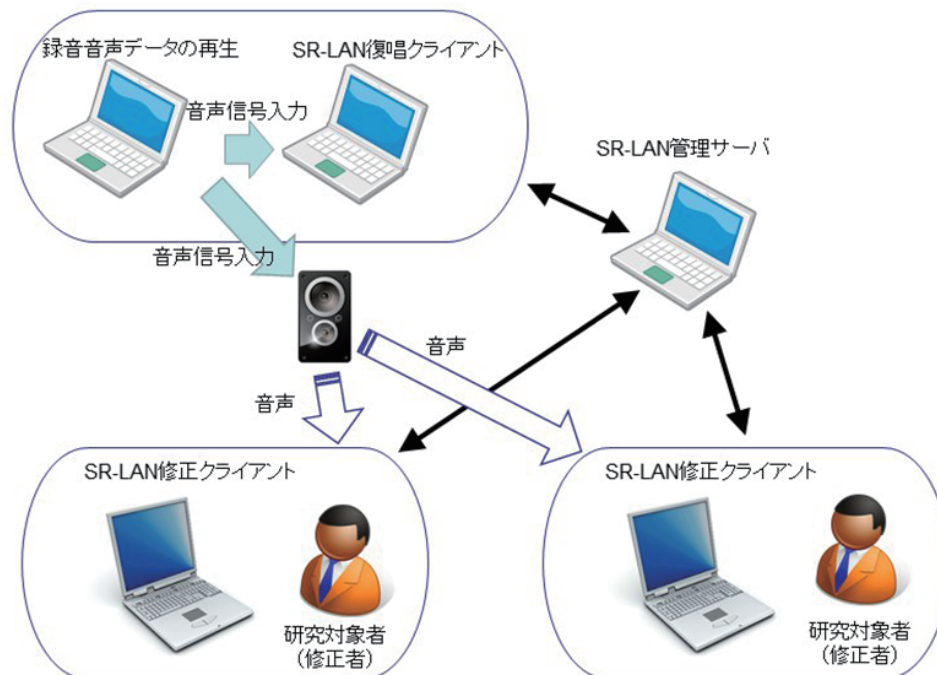 録音音声データの再生
SR-LAN復唱クライアント
音声信号入力
SR-LAN管理サーバ
音声信号入力
音声
音声
SR-LAN修正クライアント
研究対象者
(修正者)
SR-LAN修正クライアント
研究対象者
(修正者)